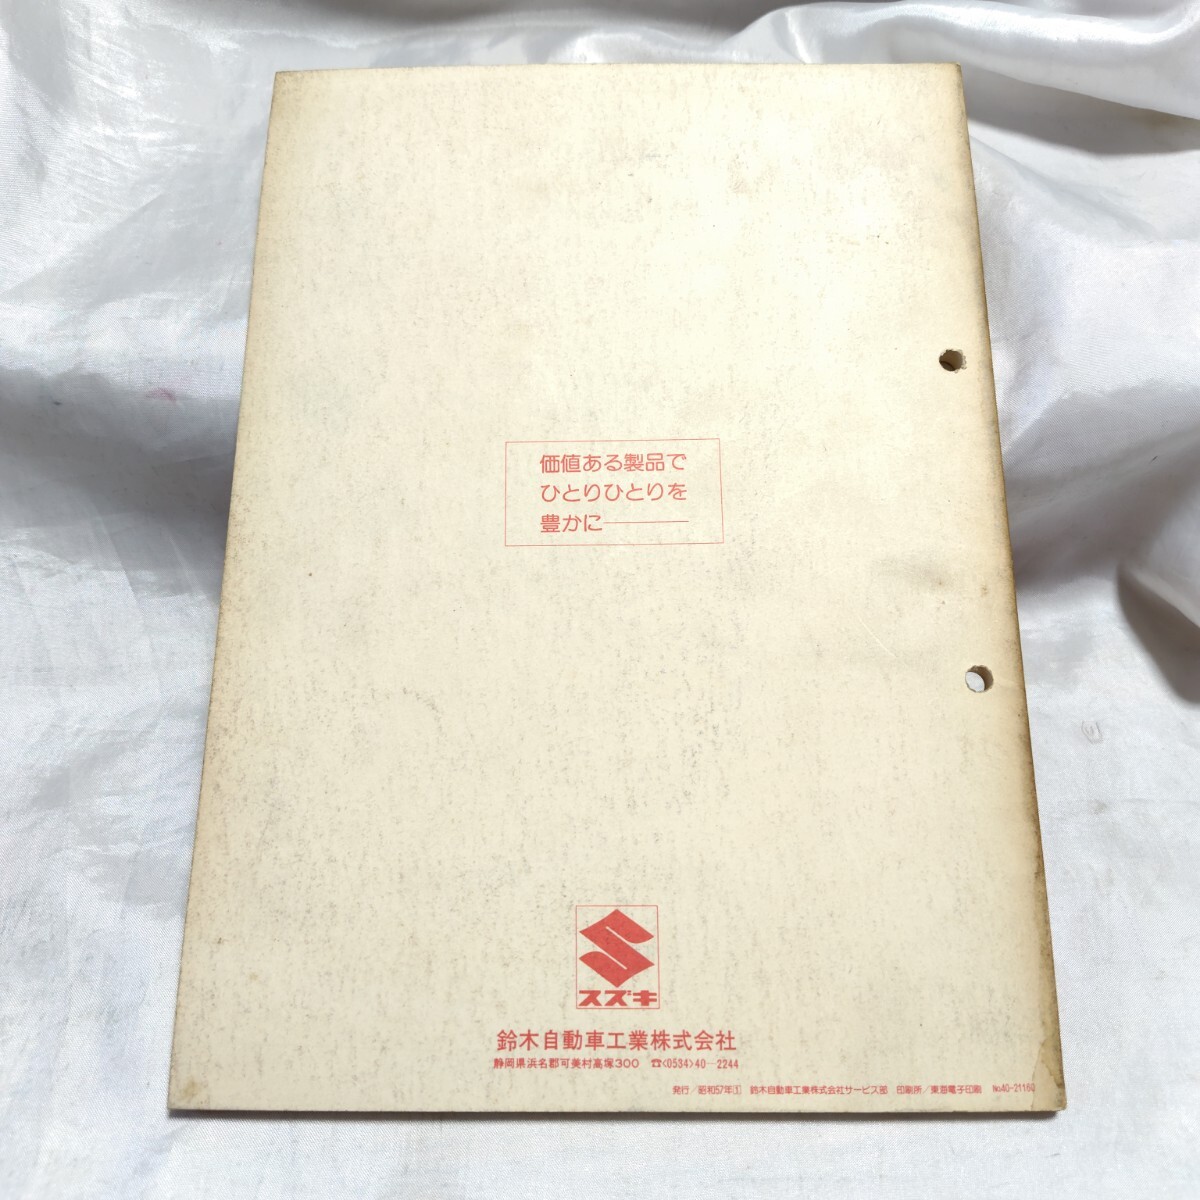 価値ある製品で
ひとりひとりを
豊かに――――
スズキ
鈴木自動車工業株式会社
静岡県浜名郡可美村高塚300 ☎<0534>40-2244
発行/昭和57年① 鈴木自動車工業株式会社サービス部 印刷所/東海電子印刷 No40-21160